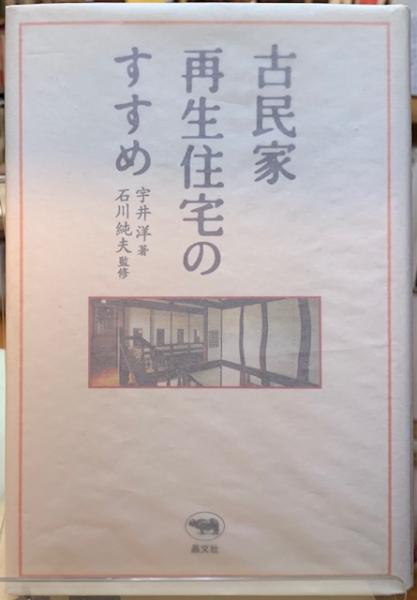 古民家
再生住宅の
すすめ
宇井洋著
石川純夫監修
晶文社